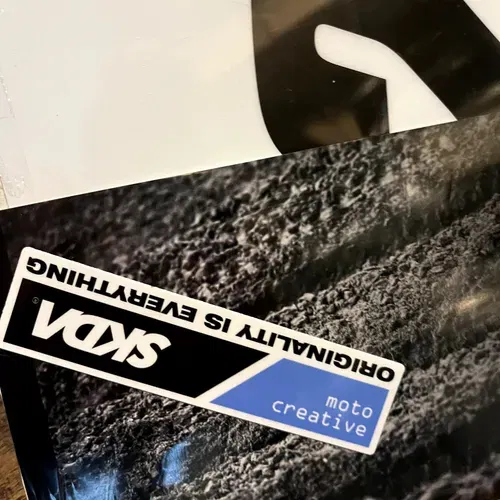 ORIGINALITY IS EVERYTHING
SKDA®
moto
creative